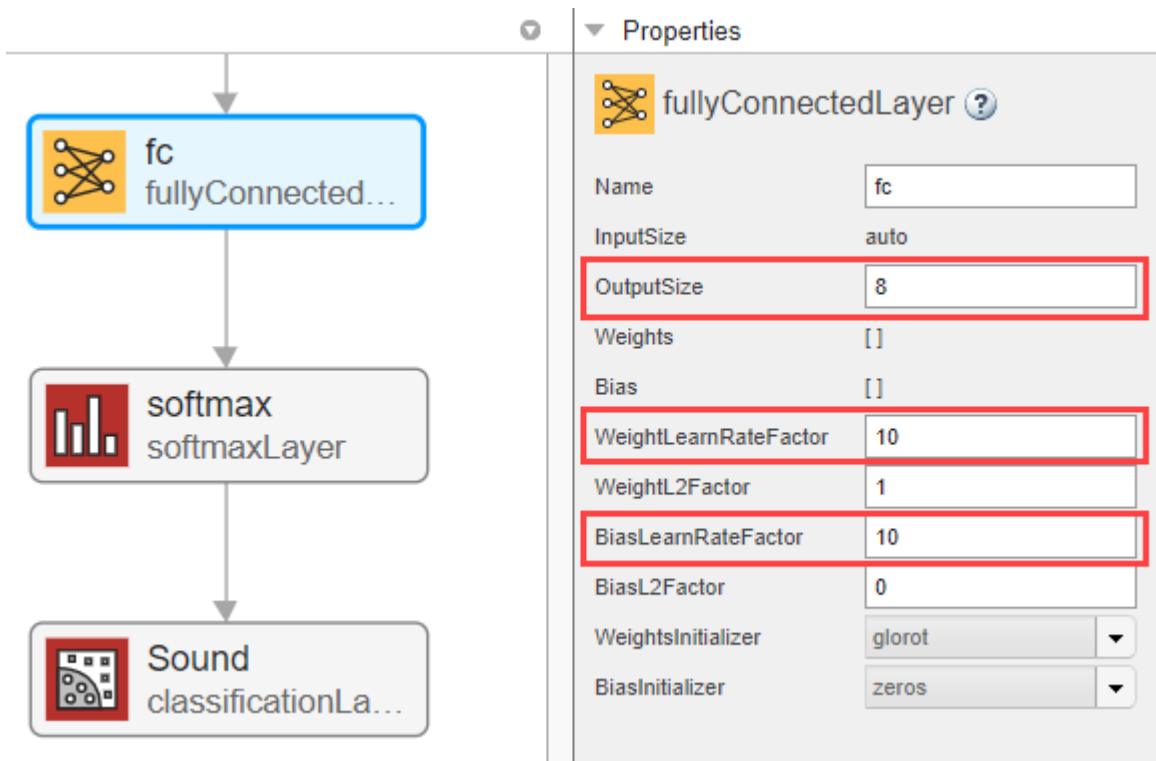 fc
fullyConnected...
softmax
softmaxLayer
Sound
classificationLa...
Properties
fullyConnectedLayer ?
Name fc
InputSize auto
OutputSize 8
Weights []
Bias []
WeightLearnRateFactor 10
WeightL2Factor 1
BiasLearnRateFactor 10
BiasL2Factor 0
WeightsInitializer glorot
BiasInitializer zeros